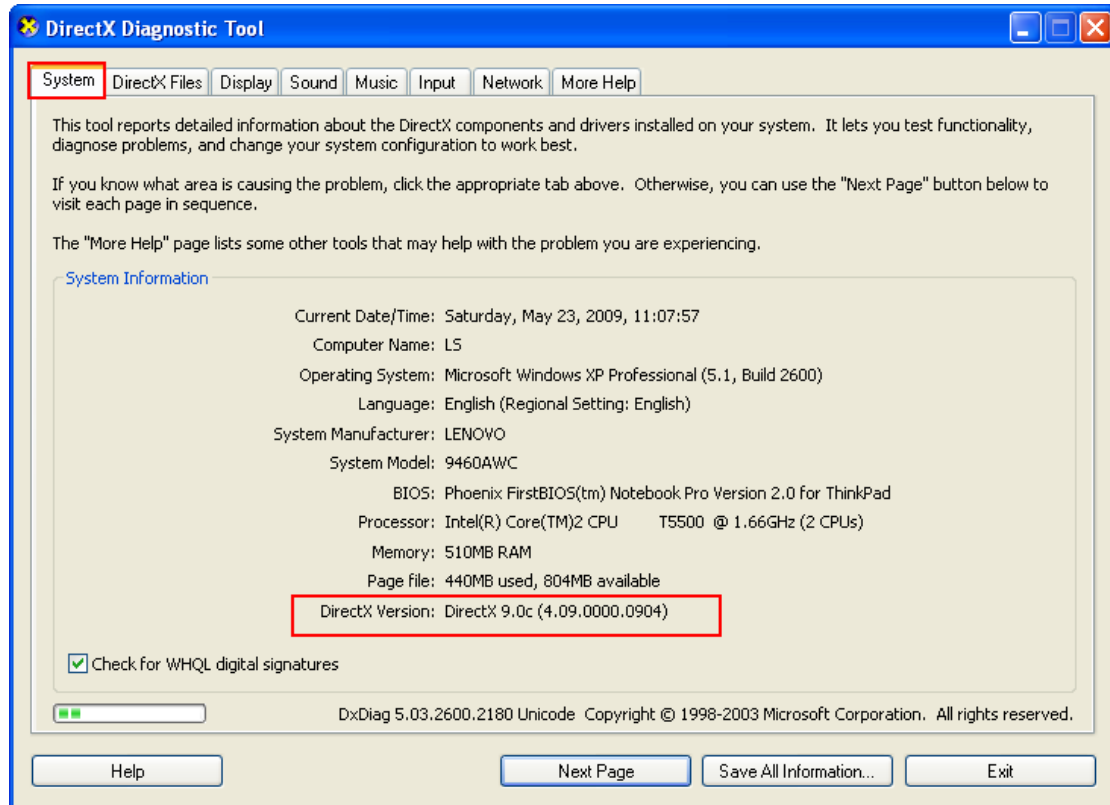 DirectX Diagnostic Tool
System DirectX Files Display Sound Music Input Network More Help
This tool reports detailed information about the DirectX components and drivers installed on your system. It lets you test functionality,
diagnose problems, and change your system configuration to work best.
If you know what area is causing the problem, click the appropriate tab above. Otherwise, you can use the "Next Page" button below to
visit each page in sequence.
The "More Help" page lists some other tools that may help with the problem you are experiencing.
System Information
Current Date/Time: Saturday, May 23, 2009, 11:07:57
Computer Name: LS
Operating System: Microsoft Windows XP Professional (5.1, Build 2600)
Language: English (Regional Setting: English)
System Manufacturer: LENOVO
System Model: 9460AWC
BIOS: Phoenix FirstBIOS(tm) Notebook Pro Version 2.0 for ThinkPad
Processor: Intel(R) Core(TM)2 CPU T5500 @ 1.66GHz (2 CPUs)
Memory: 510MB RAM
Page file: 440MB used, 804MB available
DirectX Version: DirectX 9.0c (4.09.0000.0904)
Check for WHQL digital signatures
DxDiag 5.03.2600.2180 Unicode Copyright © 1998-2003 Microsoft Corporation. All rights reserved.
Help Next Page Save All Information... Exit